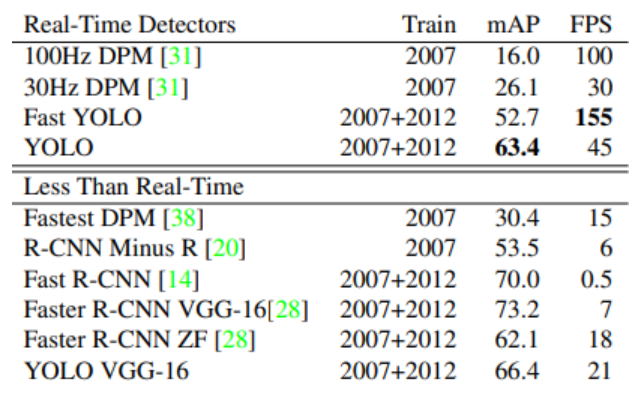 Real-Time Detectors Train mAP FPS
100Hz DPM [31] 2007 16.0 100
30Hz DPM [31] 2007 26.1 30
Fast YOLO 2007+2012 52.7 155
YOLO 2007+2012 63.4 45
Less Than Real-Time
Fastest DPM [38] 2007 30.4 15
R-CNN Minus R [20] 2007 53.5 6
Fast R-CNN [14] 2007+2012 70.0 0.5
Faster R-CNN VGG-16[28] 2007+2012 73.2 7
Faster R-CNN ZF [28] 2007+2012 62.1 18
YOLO VGG-16 2007+2012 66.4 21